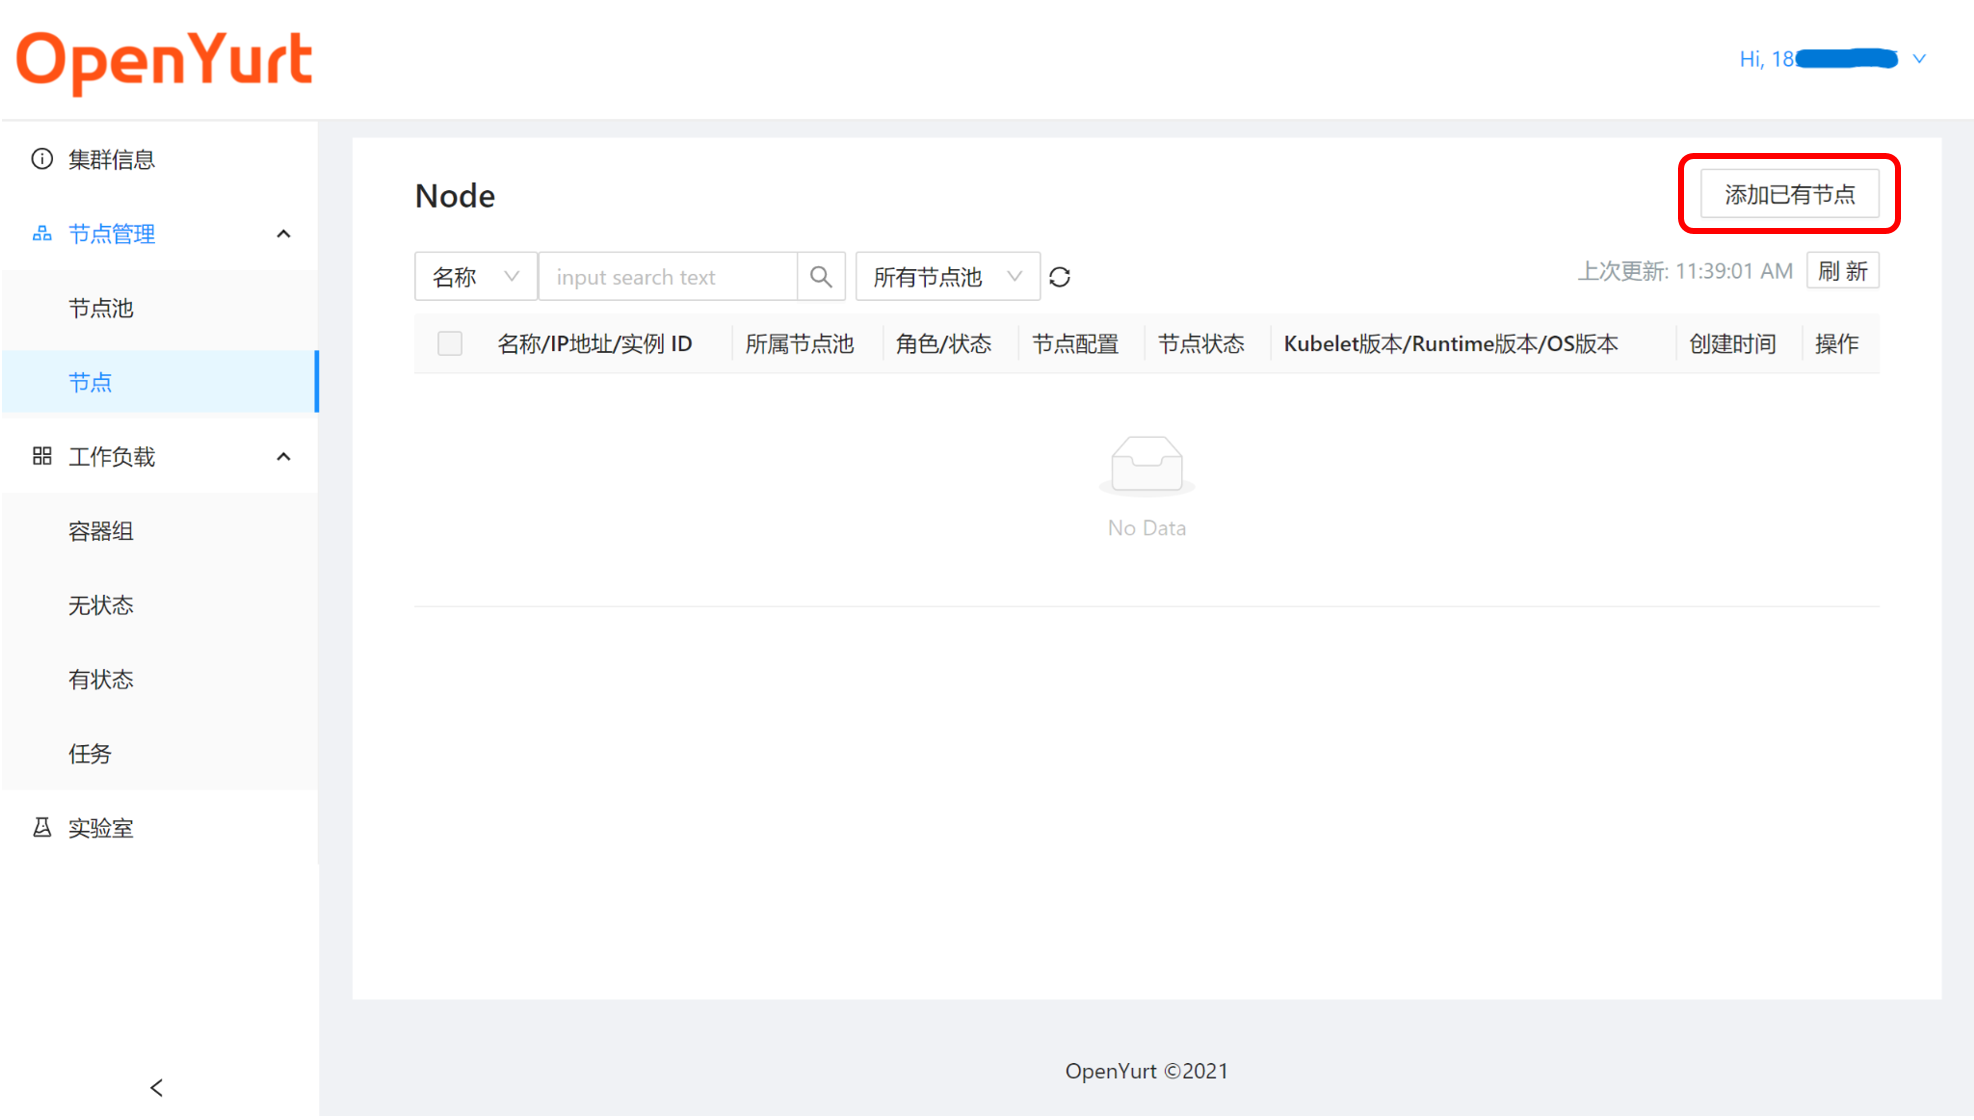 OpenYurt
Hi, 18
集群信息
节点管理
节点池
节点
工作负载
容器组
无状态
有状态
任务
实验室
Node
添加已有节点
名称 input search text 所有节点池
上次更新: 11:39:01 AM 刷 新
名称/IP地址/实例 ID 所属节点池 角色/状态 节点配置 节点状态 Kubelet版本/Runtime版本/OS版本 创建时间 操作
No Data
OpenYurt ©2021